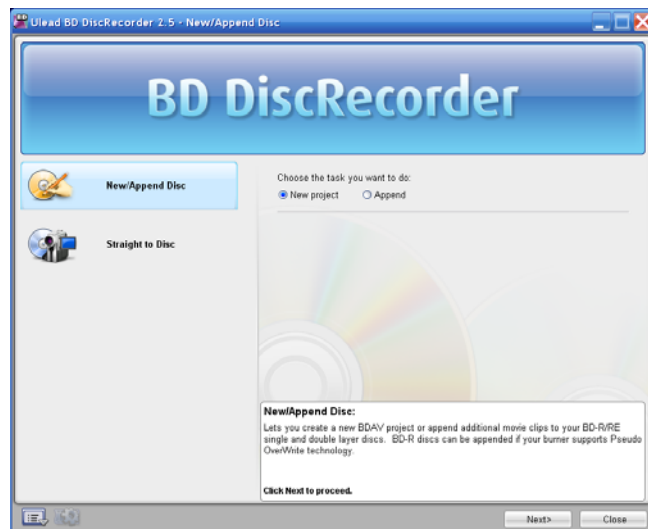 Ulead BD DiscRecorder 2.5 - New/Append Disc
BD DiscRecorder
New/Append Disc
Straight to Disc
Choose the task you want to do:
New project
Append
New/Append Disc:
Lets you create a new BDAV project or append additional movie clips to your BD-R/RE
single and double layer discs. BD-R discs can be appended if your burner supports Pseudo
OverWrite technology.
Click Next to proceed.
Next>
Close